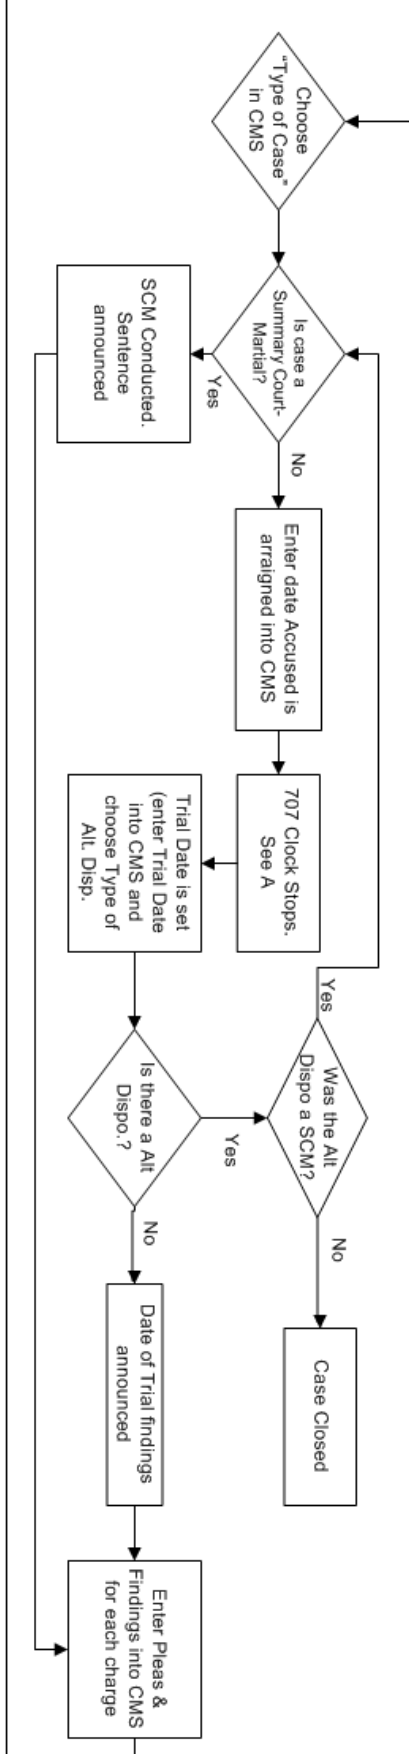 Choose
"Type of Case"
in CMS
Is case a
Summary Court-
Martial?
Yes
No
SCM Conducted.
Sentence
announced
Enter date Accused is
arraigned into CMS
707 Clock Stops.
See A
Trial Date is set
(enter Trial Date
into CMS and
choose Type of
Alt. Disp.
Is there a Alt
Dispo.?
Yes
No
Was the Alt
Dispo a SCM?
Yes
No
Case Closed
Date of Trial findings
announced
Enter Pleas &
Findings into CMS
for each charge